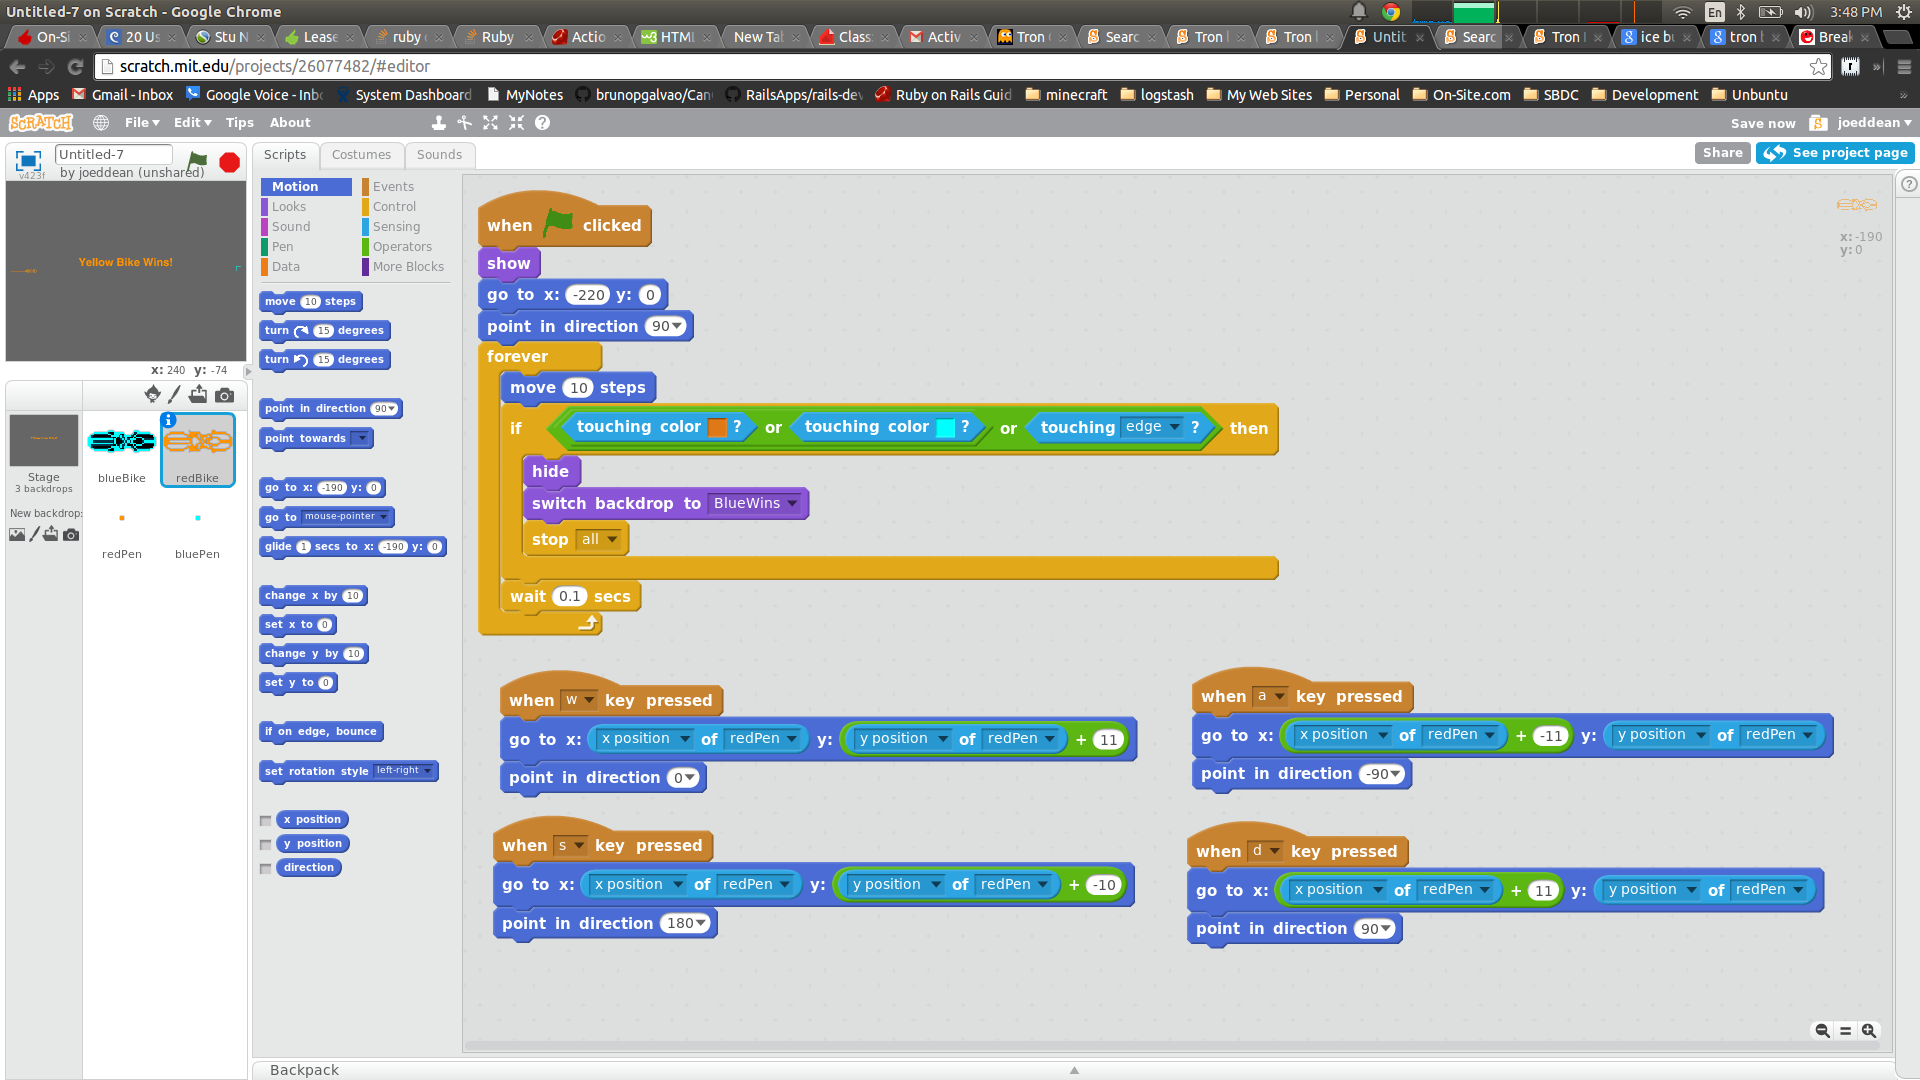 Untitled-7 on Scratch - Google Chrome
En
3:48 PM
On-Si
20 Us
Stu N
Lease
ruby
Ruby
Actio
HTML
New Tab
Class
Activ
Tron
Searc
Tron
Tron
Untit
Searc
Tron
ice bu
tron
Break
scratch.mit.edu/projects/26077482/#editor
Apps
Gmail - Inbox
Google Voice - Inb
System Dashboard
MyNotes
brunopgalvao/Can
RailsApps/rails-dev
Ruby on Rails Guid
minecraft
logstash
My Web Sites
Personal
On-Site.com
SBDC
Development
Unbuntu
SCRATCH
File
Edit
Tips
About
Save now
joeddean
Untitled-7
by joeddean (unshared)
v423f
Scripts
Costumes
Sounds
Share
See project page
Yellow Bike Wins!
x: 240 y: -74
Stage
3 backdrops
New backdrop:
blueBike
redBike
redPen
bluePen
Motion
Looks
Sound
Pen
Data
Events
Control
Sensing
Operators
More Blocks
move 10 steps
turn 15 degrees
turn 15 degrees
point in direction 90
point towards
go to x: -190 y: 0
go to mouse-pointer
glide 1 secs to x: -190 y: 0
change x by 10
set x to 0
change y by 10
set y to 0
if on edge, bounce
set rotation style left-right
x position
y position
direction
when clicked
show
go to x: -220 y: 0
point in direction 90
forever
move 10 steps
if touching color ? or touching color ? or touching edge ? then
hide
switch backdrop to BlueWins
stop all
wait 0.1 secs
x: -190
y: 0
when w key pressed
go to x: x position of redPen y: y position of redPen + 11
point in direction 0
when a key pressed
go to x: x position of redPen + -11 y: y position of redPen
point in direction -90
when s key pressed
go to x: x position of redPen y: y position of redPen + -10
point in direction 180
when d key pressed
go to x: x position of redPen + 11 y: y position of redPen
point in direction 90
Backpack